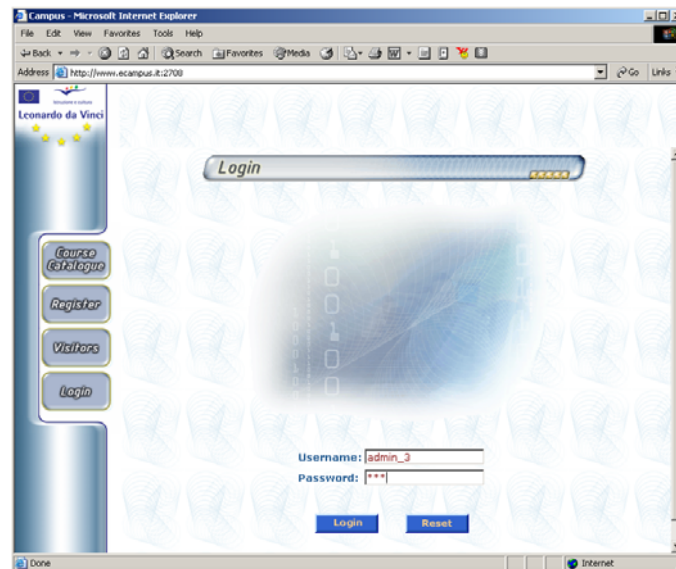 Campus - Microsoft Internet Explorer
File Edit View Favorites Tools Help
Back Search Favorites Media
Address http://www.ecampus.it:2708 Go Links
istruzione e cultura
Leonardo da Vinci
Login
Course
Catalogue
Register
Visitors
Login
Username: admin_3
Password: ***
Login Reset
Done Internet